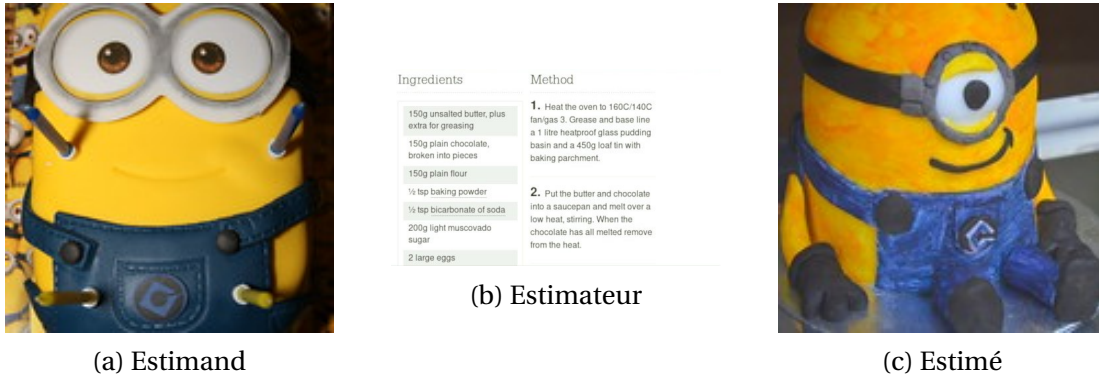 Ingredients
150g unsalted butter, plus
extra for greasing
150g plain chocolate,
broken into pieces
150g plain flour
½ tsp baking powder
½ tsp bicarbonate of soda
200g light muscovado
sugar
2 large eggs
Method
1. Heat the oven to 160C/140C
fan/gas 3. Grease and base line
a 1 litre heatproof glass pudding
basin and a 450g loaf tin with
baking parchment.
2. Put the butter and chocolate
into a saucepan and melt over a
low heat, stirring. When the
chocolate has all melted remove
from the heat.
(a) Estimand
(b) Estimateur
(c) Estimé